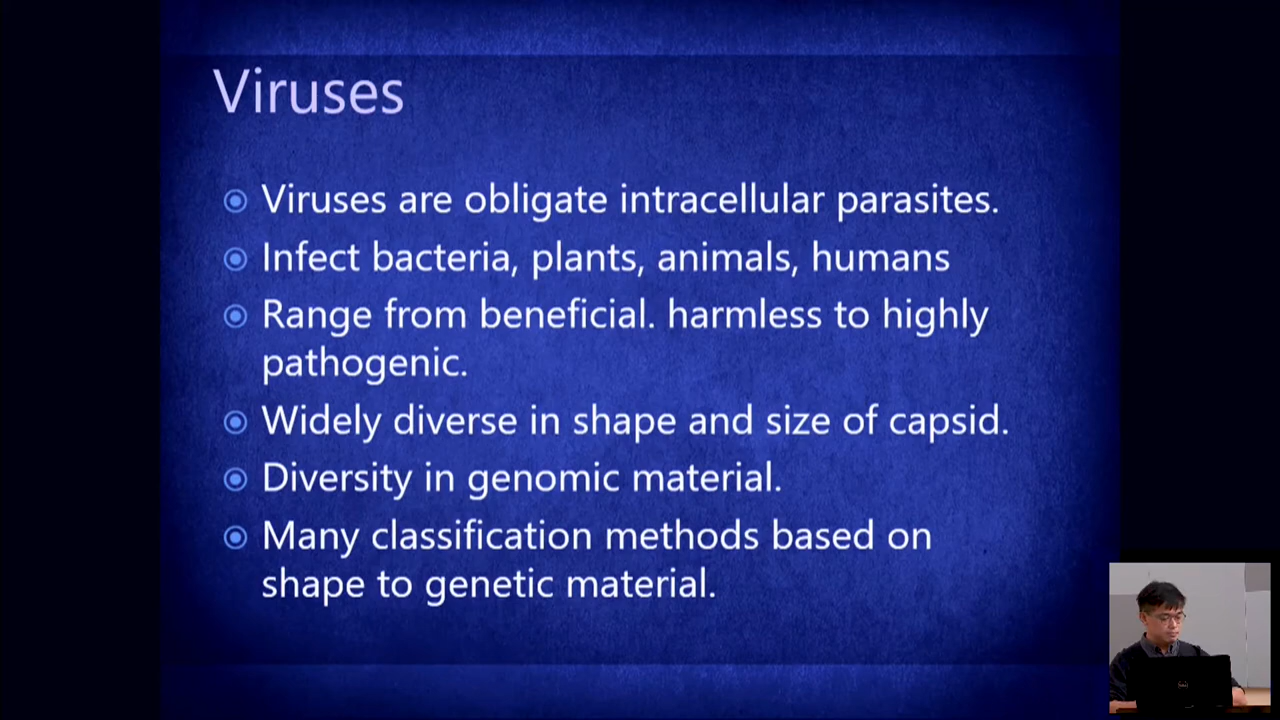 Viruses
Viruses are obligate intracellular parasites.
Infect bacteria, plants, animals, humans
Range from beneficial. harmless to highly
pathogenic.
Widely diverse in shape and size of capsid.
Diversity in genomic material.
Many classification methods based on
shape to genetic material.